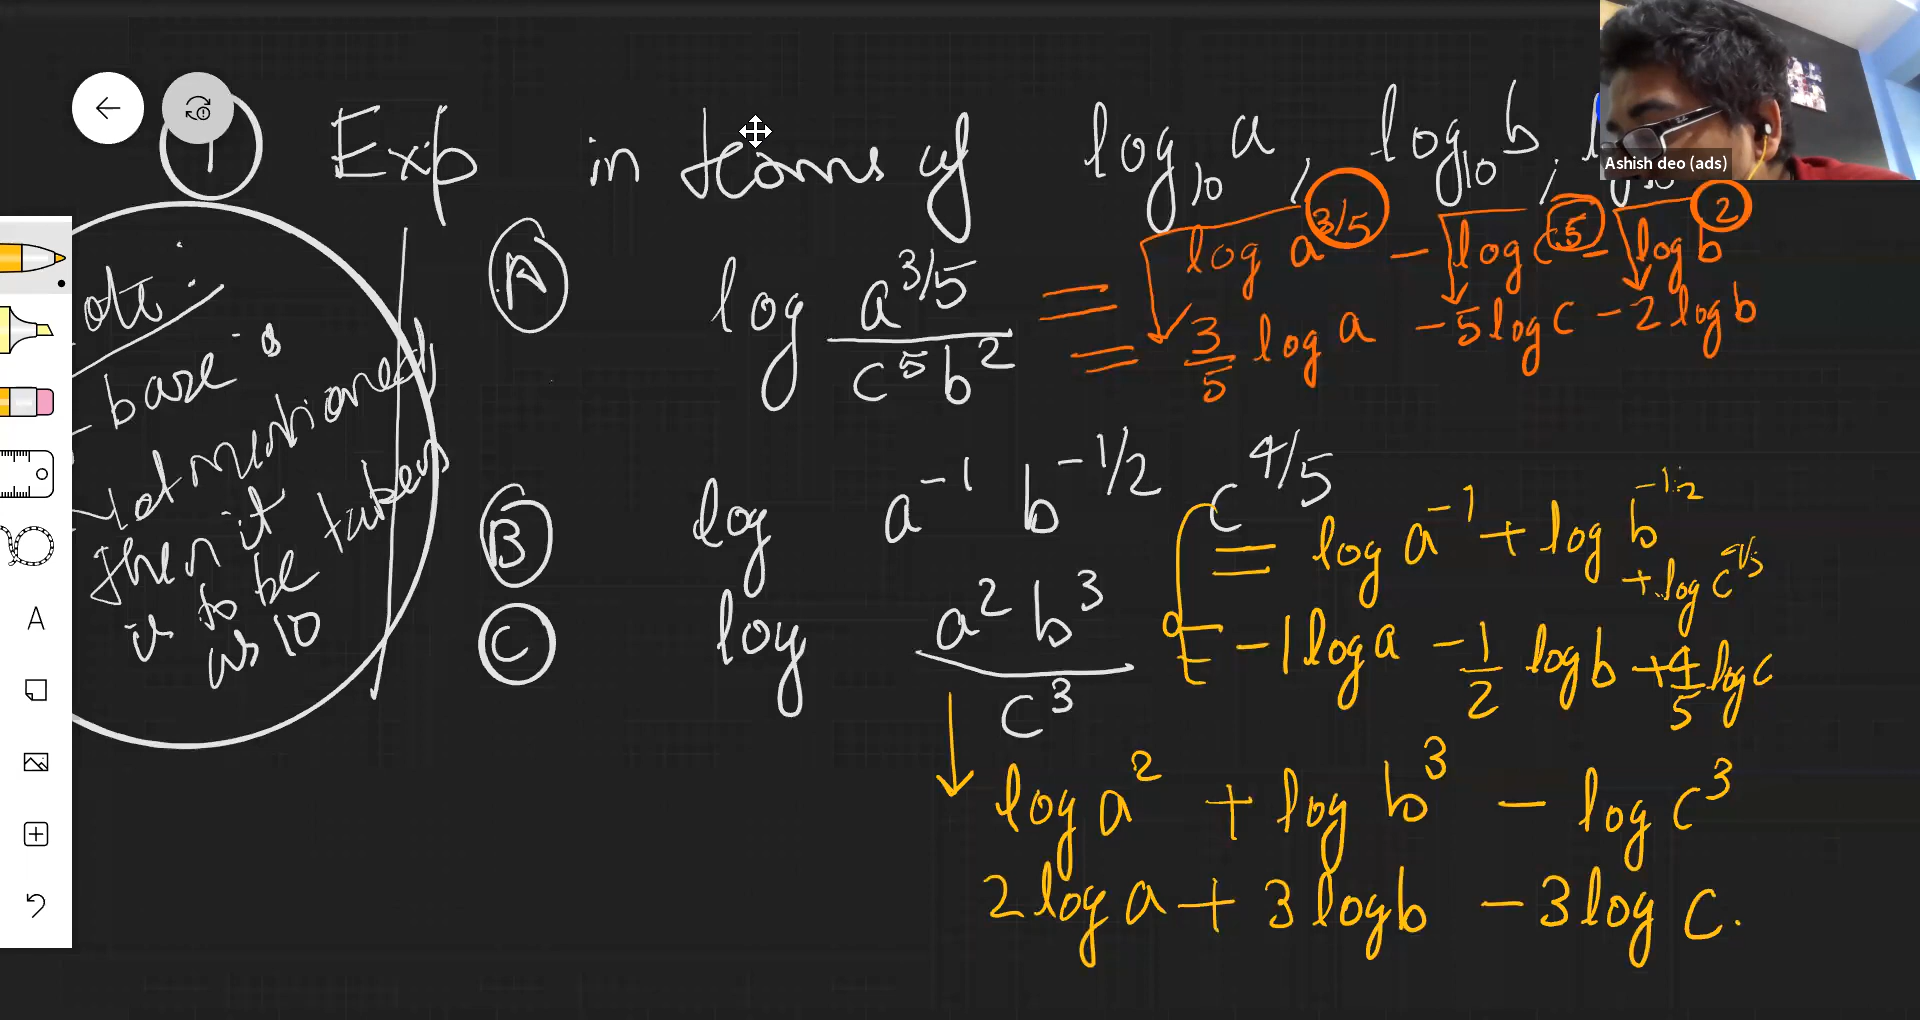 1 Exp in terms of log₁₀ a, log₁₀ b,
Ashish deo (ads)
ote:
- base is
not mentioned
then it
is to be taken
as 10
A log a^3/5 / c^5 b^2 = log a^3/5 - log c^5 - log b^2
= 3/5 log a - 5 log c - 2 log b
B log a^-1 b^-1/2 c^4/5
= log a^-1 + log b^-1/2 + log c^4/5
= -1 log a - 1/2 log b + 4/5 log c
C log a^2 b^3 / c^3
log a^2 + log b^3 - log c^3
2 log a + 3 log b - 3 log c.
A